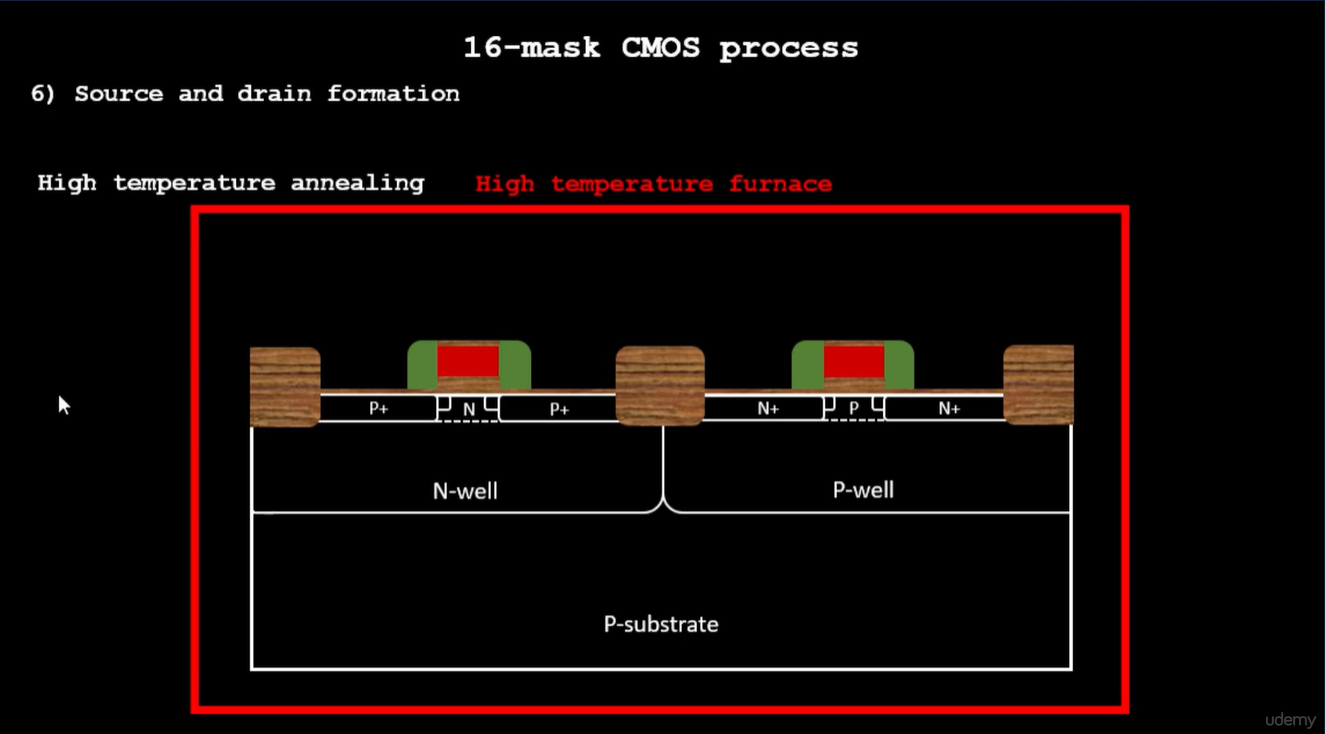 16-mask CMOS process
6) Source and drain formation
High temperature annealing High temperature furnace
P+ N P+ N+ P N+
N-well P-well
P-substrate
udemy